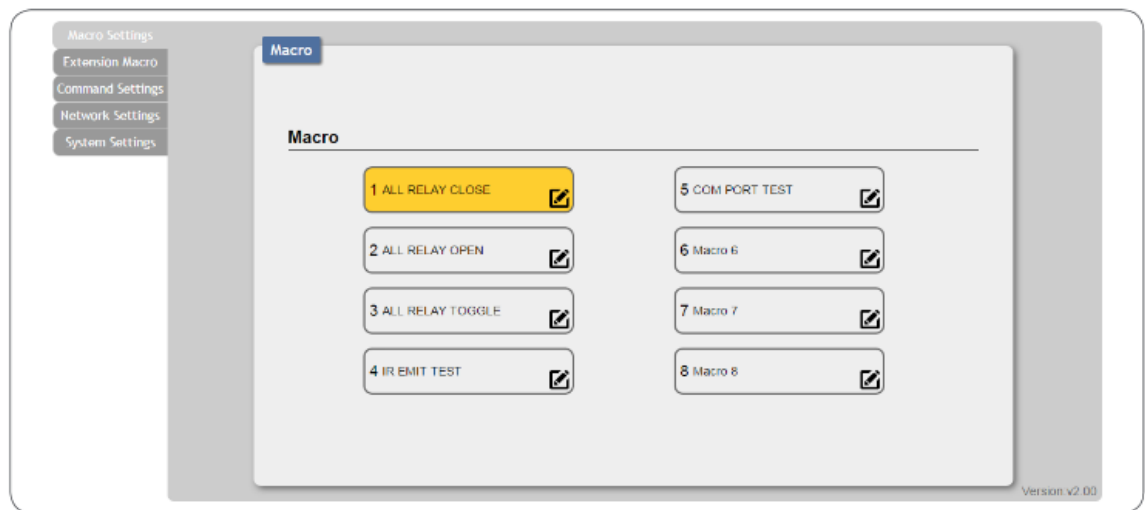 Macro Settings
Extension Macro
Command Settings
Network Settings
System Settings
Macro
Macro
1 ALL RELAY CLOSE
5 COM PORT TEST
2 ALL RELAY OPEN
6 Macro 6
3 ALL RELAY TOGGLE
7 Macro 7
4 IR EMIT TEST
8 Macro 8
Version v2.00